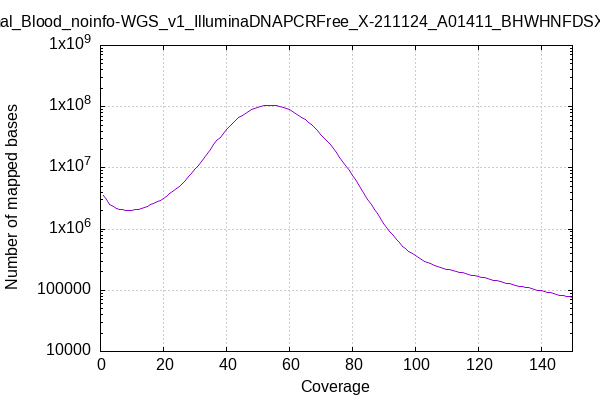 al_Blood_noinfo-WGS_v1_IlluminaDNAPCRFree_X-211124_A01411_BHWHNFDSX
1x10^9
1x10^8
1x10^7
1x10^6
100000
10000
Number of mapped bases
0 20 40 60 80 100 120 140
Coverage